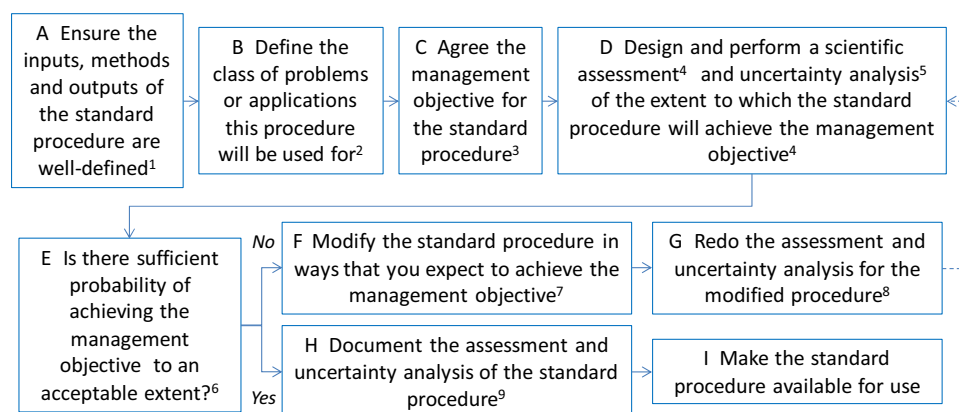 A Ensure the
inputs, methods
and outputs of
the standard
procedure are
well-defined¹
B Define the
class of problems
or applications
this procedure
will be used for²
C Agree the
management
objective for
the standard
procedure³
D Design and perform a scientific
assessment⁴ and uncertainty analysis⁵
of the extent to which the standard
procedure will achieve the management
objective⁴
E Is there sufficient
probability of
achieving the
management
objective to an
acceptable extent?⁶
No
F Modify the standard procedure in
ways that you expect to achieve the
management objective⁷
G Redo the assessment and
uncertainty analysis for the
modified procedure⁸
Yes
H Document the assessment and
uncertainty analysis of the standard
procedure⁹
I Make the standard
procedure available for use